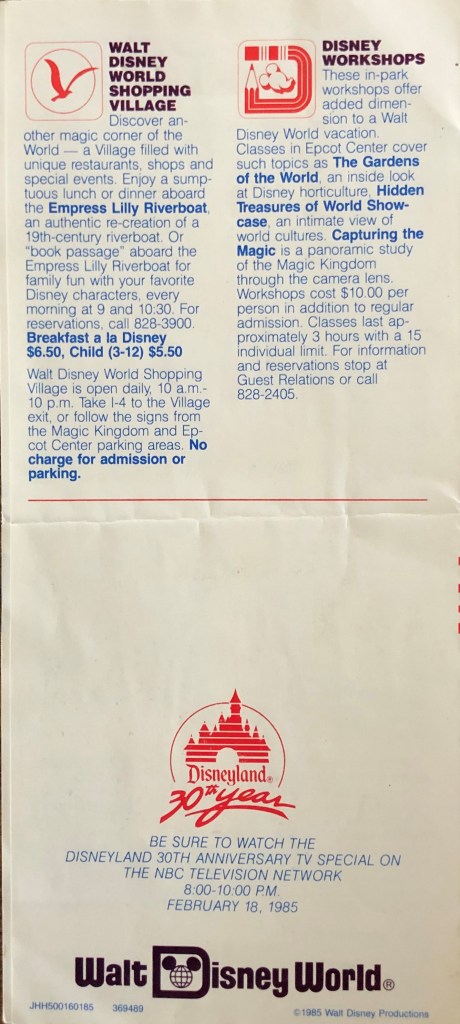 WALT
DISNEY
WORLD
SHOPPING
VILLAGE
Discover an-
other magic corner of the
World — a Village filled with
unique restaurants, shops and
special events. Enjoy a sump-
tuous lunch or dinner aboard
the Empress Lilly Riverboat,
an authentic re-creation of a
19th-century riverboat. Or
"book passage" aboard the
Empress Lilly Riverboat for
family fun with your favorite
Disney characters, every
morning at 9 and 10:30. For
reservations, call 828-3900.
Breakfast a la Disney
$6.50, Child (3-12) $5.50
Walt Disney World Shopping
Village is open daily, 10 a.m.-
10 p.m. Take I-4 to the Village
exit, or follow the signs from
the Magic Kingdom and Ep-
cot Center parking areas. No
charge for admission or
parking.
DISNEY
WORKSHOPS
These in-park
workshops offer
added dimen-
sion to a Walt
Disney World vacation.
Classes in Epcot Center cover
such topics as The Gardens
of the World, an inside look
at Disney horticulture, Hidden
Treasures of World Show-
case, an intimate view of
world cultures. Capturing the
Magic is a panoramic study
of the Magic Kingdom
through the camera lens.
Workshops cost $10.00 per
person in addition to regular
admission. Classes last ap-
proximately 3 hours with a 15
individual limit. For information
and reservations stop at
Guest Relations or call
828-2405.
Disneyland®
30th year
BE SURE TO WATCH THE
DISNEYLAND 30TH ANNIVERSARY TV SPECIAL ON
THE NBC TELEVISION NETWORK
8:00-10:00 P.M.
FEBRUARY 18, 1985
Walt Disney World®
JHH500160185 369489
©1985 Walt Disney Productions